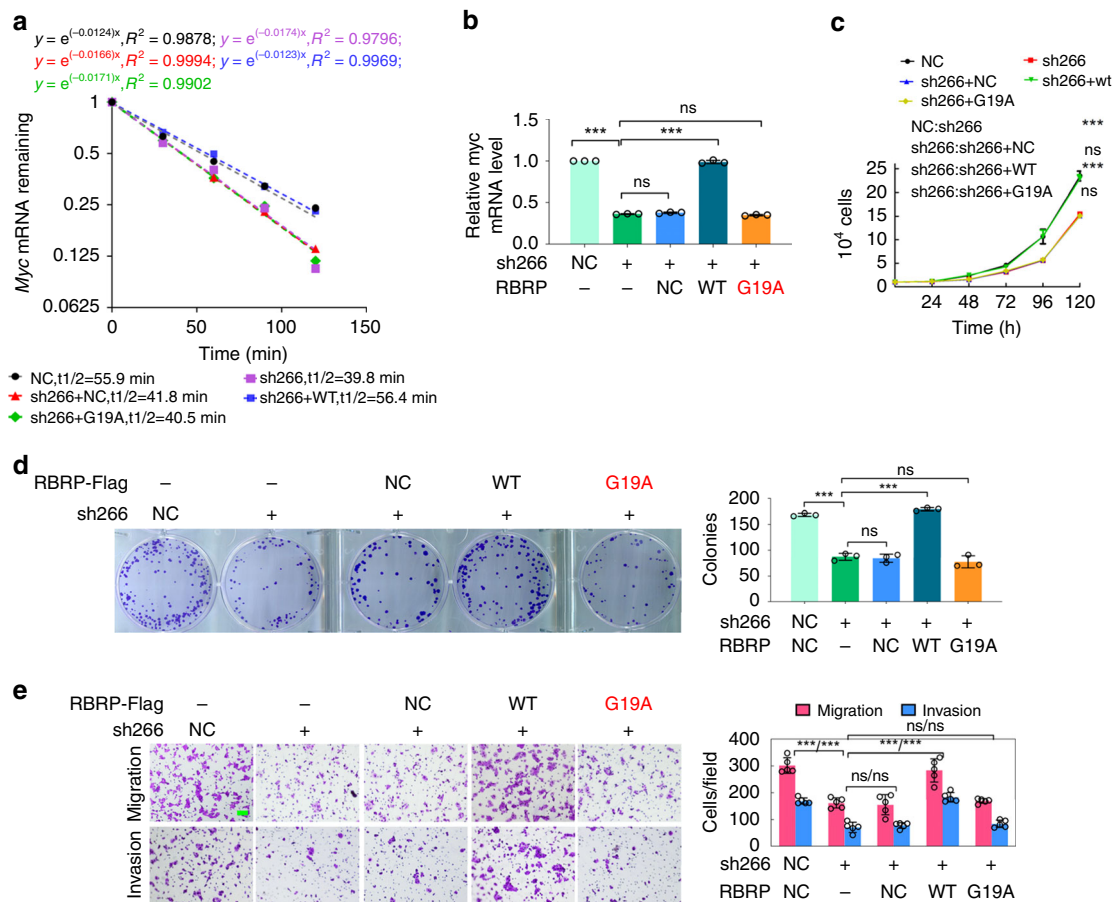 a
y = e(−0.0124)x, R2 = 0.9878; y = e(−0.0174)x, R2 = 0.9796;
y = e(−0.0166)x, R2 = 0.9994; y = e(−0.0123)x, R2 = 0.9969;
y = e(−0.0171)x, R2 = 0.9902
Myc mRNA remaining
1
0.5
0.25
0.125
0.0625
0 50 100 150
Time (min)
NC,t1/2=55.9 min sh266,t1/2=39.8 min
sh266+NC,t1/2=41.8 min sh266+WT,t1/2=56.4 min
sh266+G19A,t1/2=40.5 min
b
ns
*** ***
ns
Relative myc
mRNA level
1.5
1.0
0.5
0.0
sh266 NC + + + +
RBRP – – NC WT G19A
c
NC sh266
sh266+NC sh266+wt
sh266+G19A
NC:sh266 ***
sh266:sh266+NC ns
sh266:sh266+WT ***
sh266:sh266+G19A ns
10⁴ cells
25
20
15
10
5
0
24 48 72 96 120
Time (h)
d
RBRP-Flag – – NC WT G19A
sh266 NC + + + +
ns
*** ***
ns
Colonies
200
150
100
50
0
sh266 NC + + + +
RBRP NC – NC WT G19A
e
RBRP-Flag – – NC WT G19A
sh266 NC + + + +
Migration
Invasion
Migration Invasion
ns/ns
***/*** ***/***
ns/ns
Cells/field
400
300
200
100
0
sh266 NC + + + +
RBRP NC – NC WT G19A